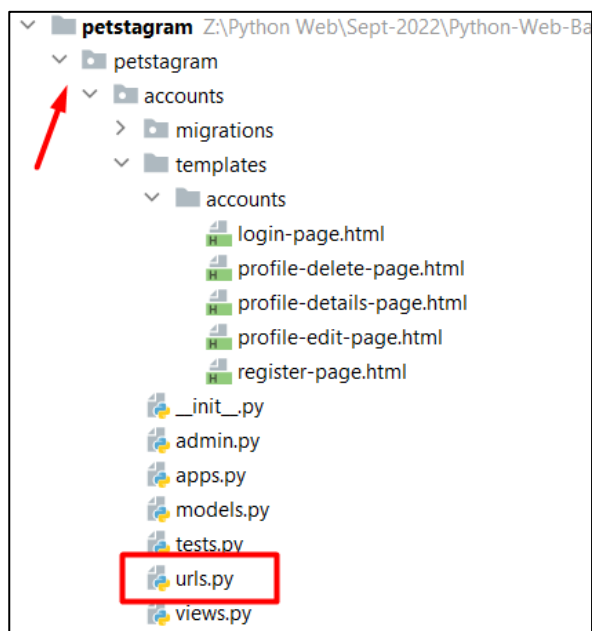 petstagram Z:\Python Web\Sept-2022\Python-Web-Ba
petstagram
accounts
migrations
templates
accounts
login-page.html
profile-delete-page.html
profile-details-page.html
profile-edit-page.html
register-page.html
__init__.py
admin.py
apps.py
models.py
tests.py
urls.py
views.py